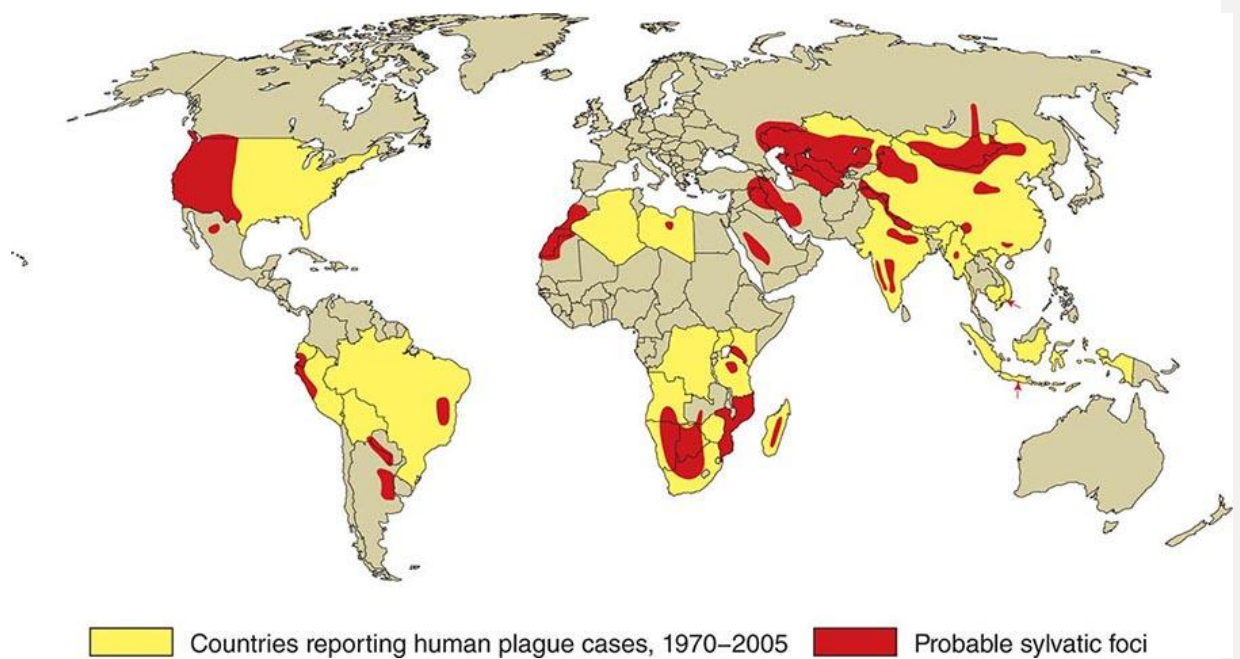 Countries reporting human plague cases, 1970–2005
Probable sylvatic foci